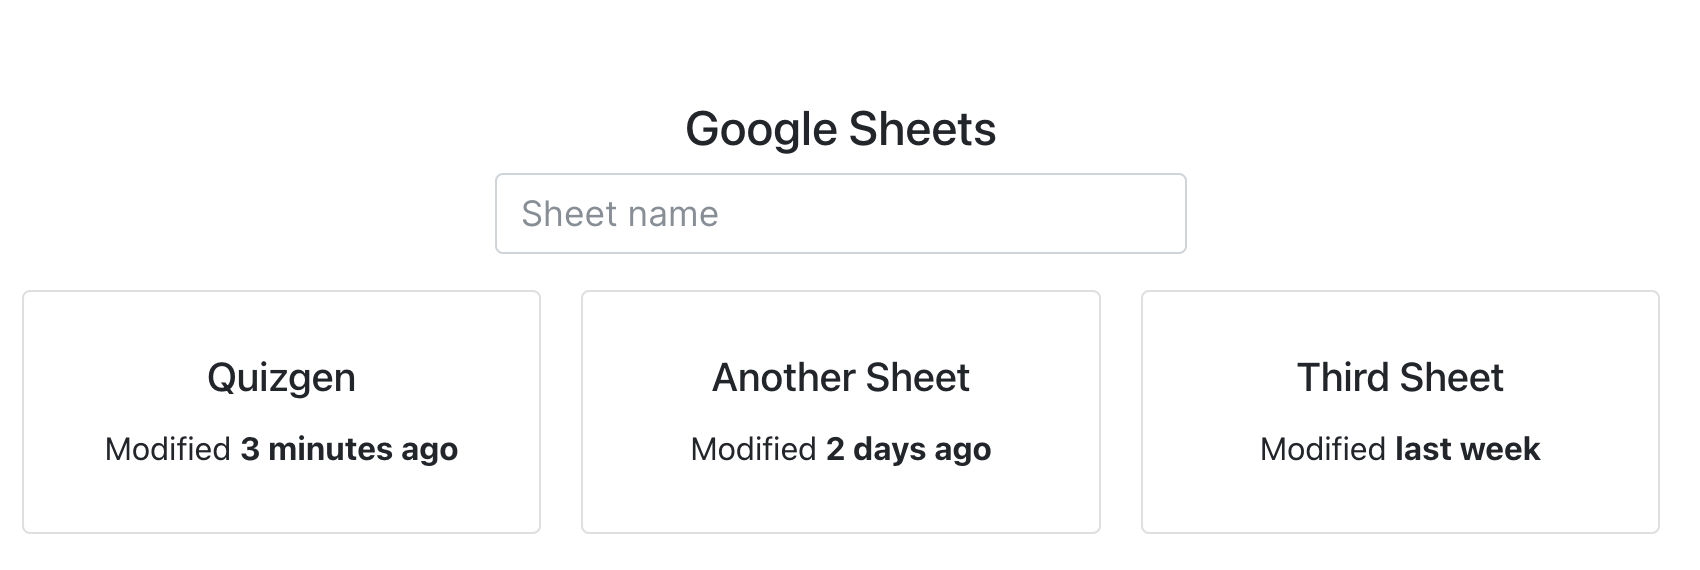 Google Sheets
Sheet name
Quizgen
Modified 3 minutes ago
Another Sheet
Modified 2 days ago
Third Sheet
Modified last week